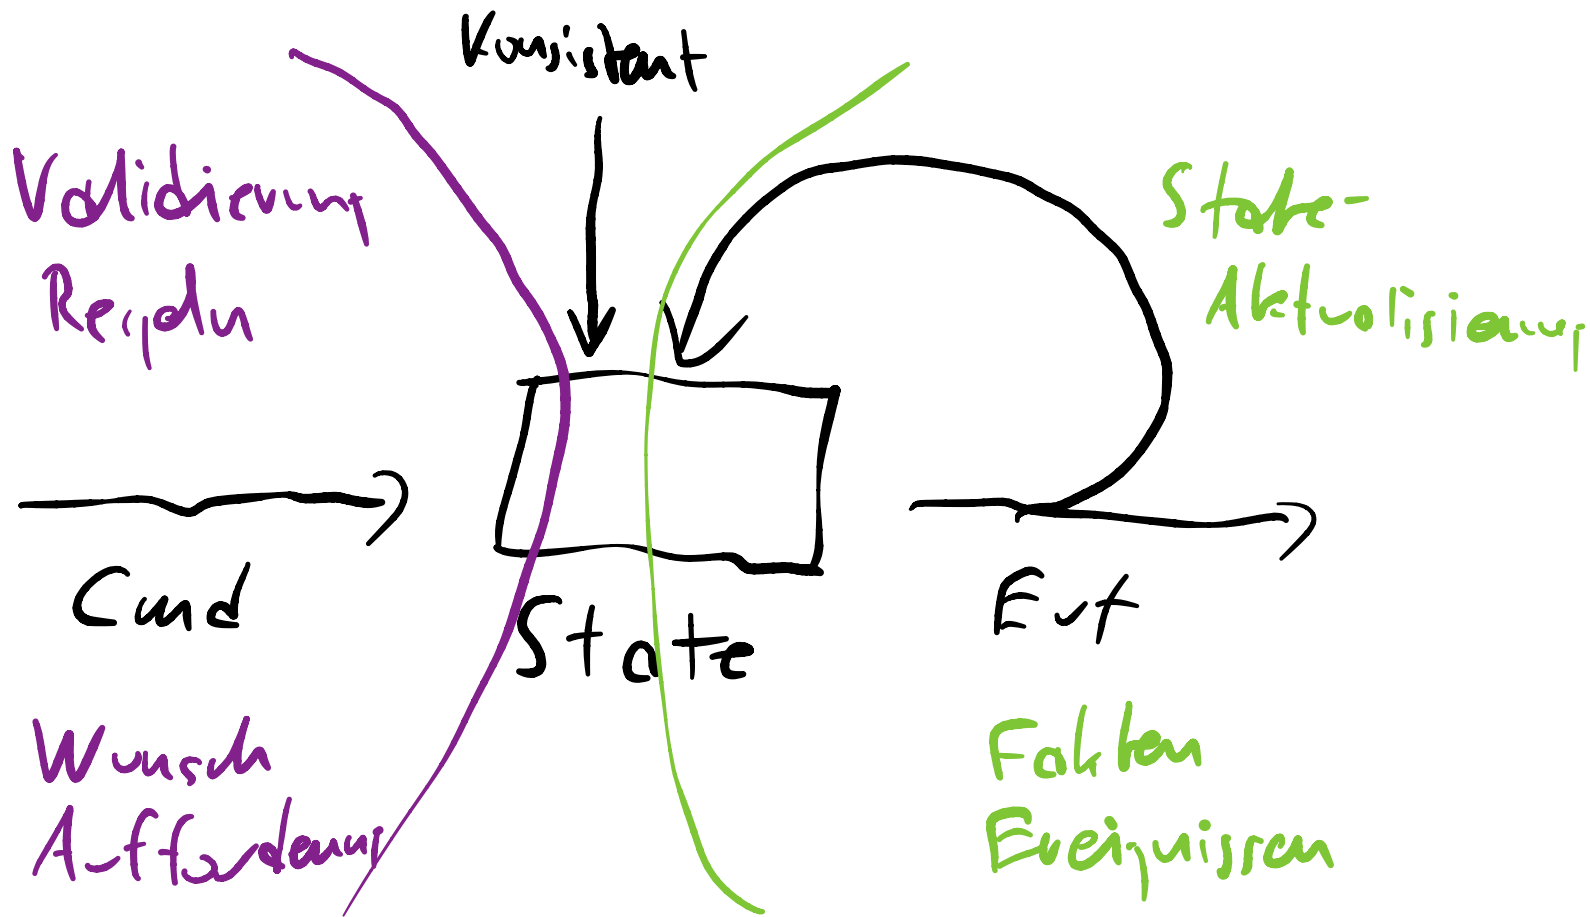 Konsistent
Validierung
Regeln
State-
Aktualisierung
Cmd
State
Evt
Wunsch
Aufforderung
Fakten
Ereignissen